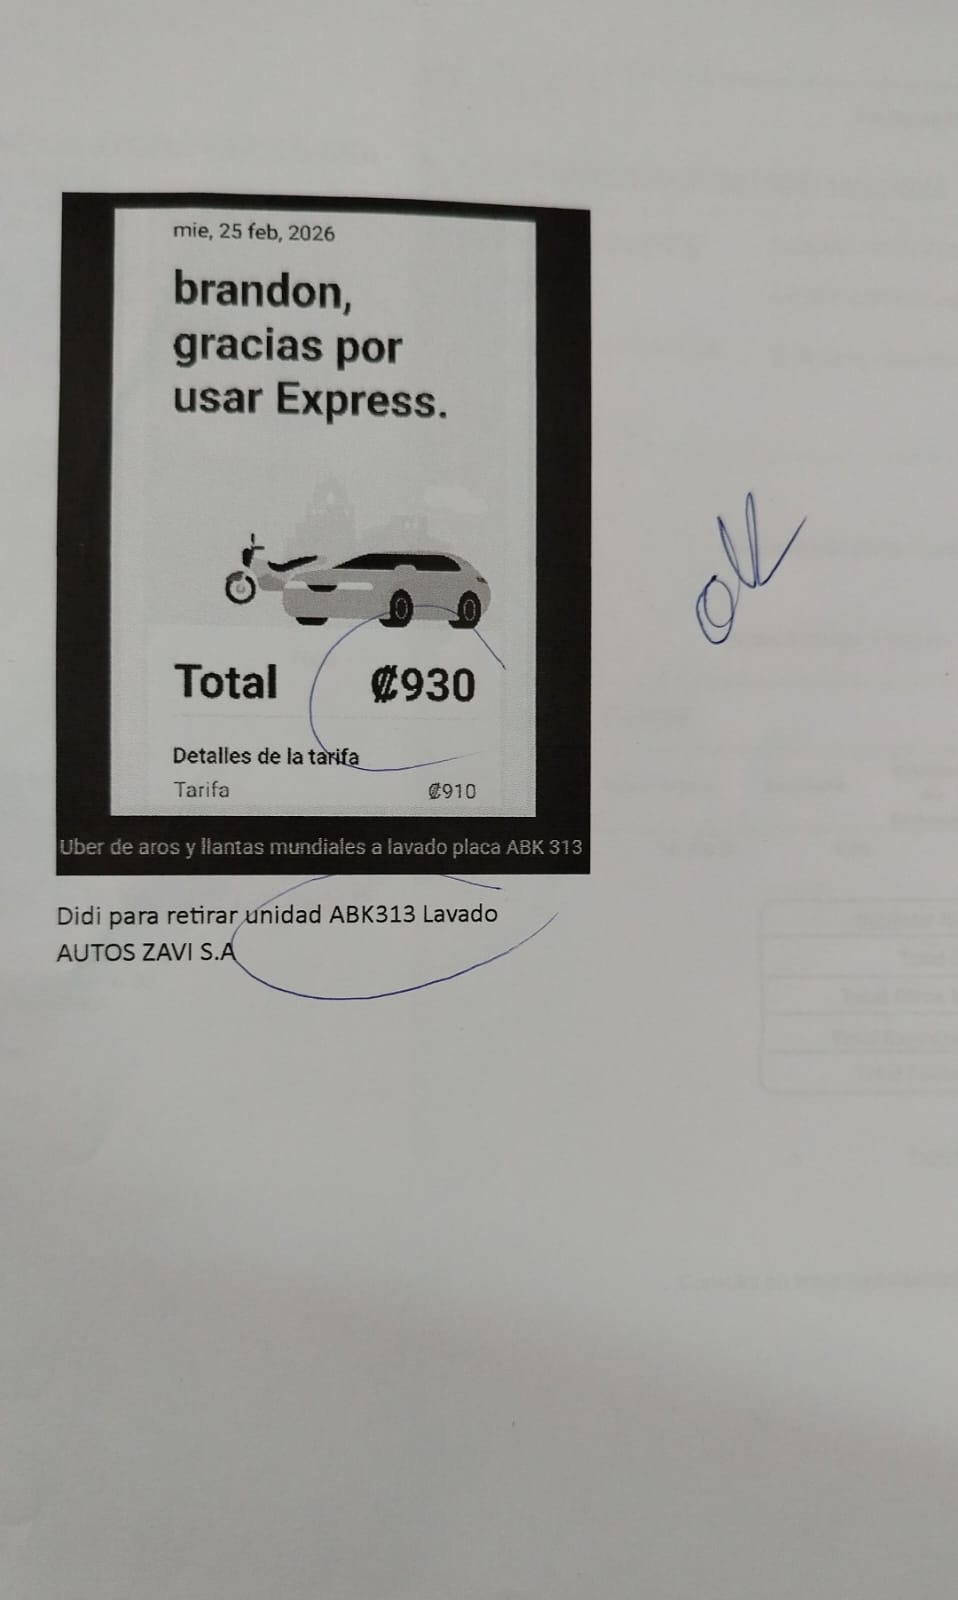 mie, 25 feb, 2026
brandon,
gracias por
usar Express.
Total ₡930
Detalles de la tarifa
Tarifa ₡910
Uber de aros y llantas mundiales a lavado placa ABK 313
Didi para retirar unidad ABK313 Lavado
AUTOS ZAVI S.A
ok